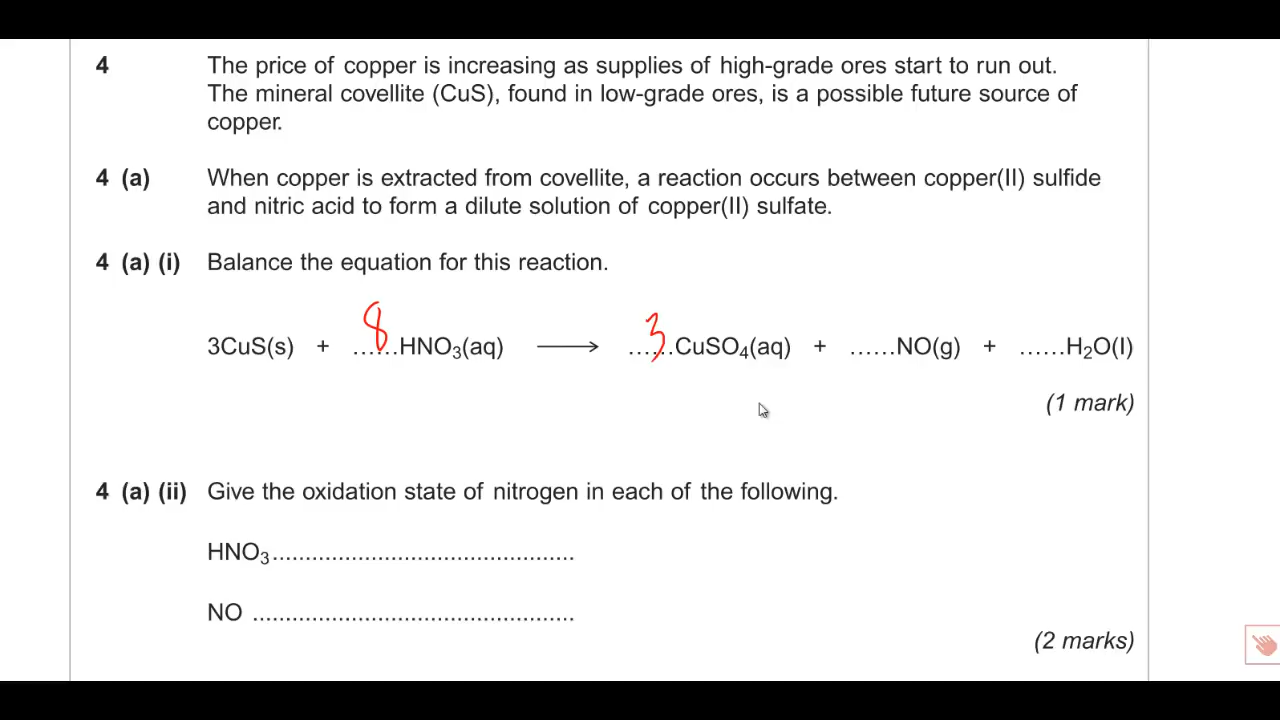 4 The price of copper is increasing as supplies of high-grade ores start to run out.
The mineral covellite (CuS), found in low-grade ores, is a possible future source of
copper.
4 (a) When copper is extracted from covellite, a reaction occurs between copper(II) sulfide
and nitric acid to form a dilute solution of copper(II) sulfate.
4 (a) (i) Balance the equation for this reaction.
3CuS(s) + ...8...HNO₃(aq) ⟶ ...3...CuSO₄(aq) + ......NO(g) + ......H₂O(l)
(1 mark)
4 (a) (ii) Give the oxidation state of nitrogen in each of the following.
HNO₃..............................................
NO .................................................
(2 marks)